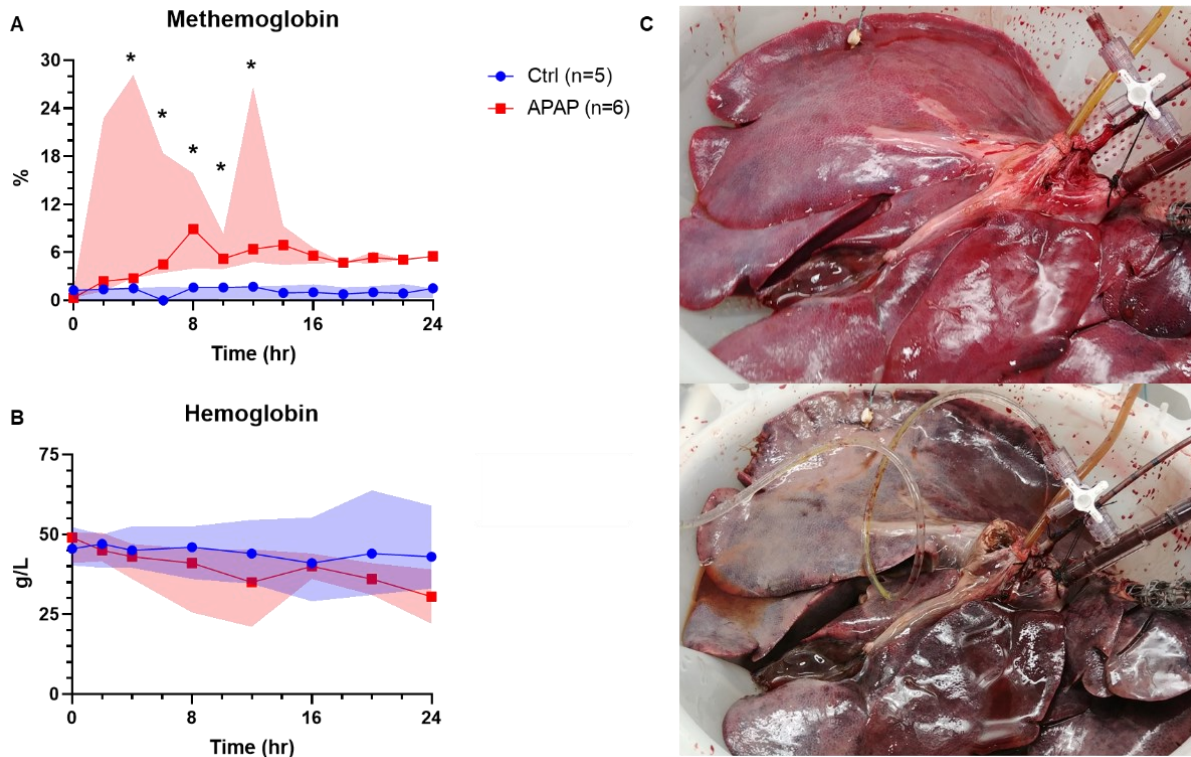 A
Methemoglobin
30
24
18
12
6
0
%
* * * * * *
0 8 16 24
Time (hr)
Ctrl (n=5)
APAP (n=6)
B
Hemoglobin
75
50
25
0
g/L
0 8 16 24
Time (hr)
C